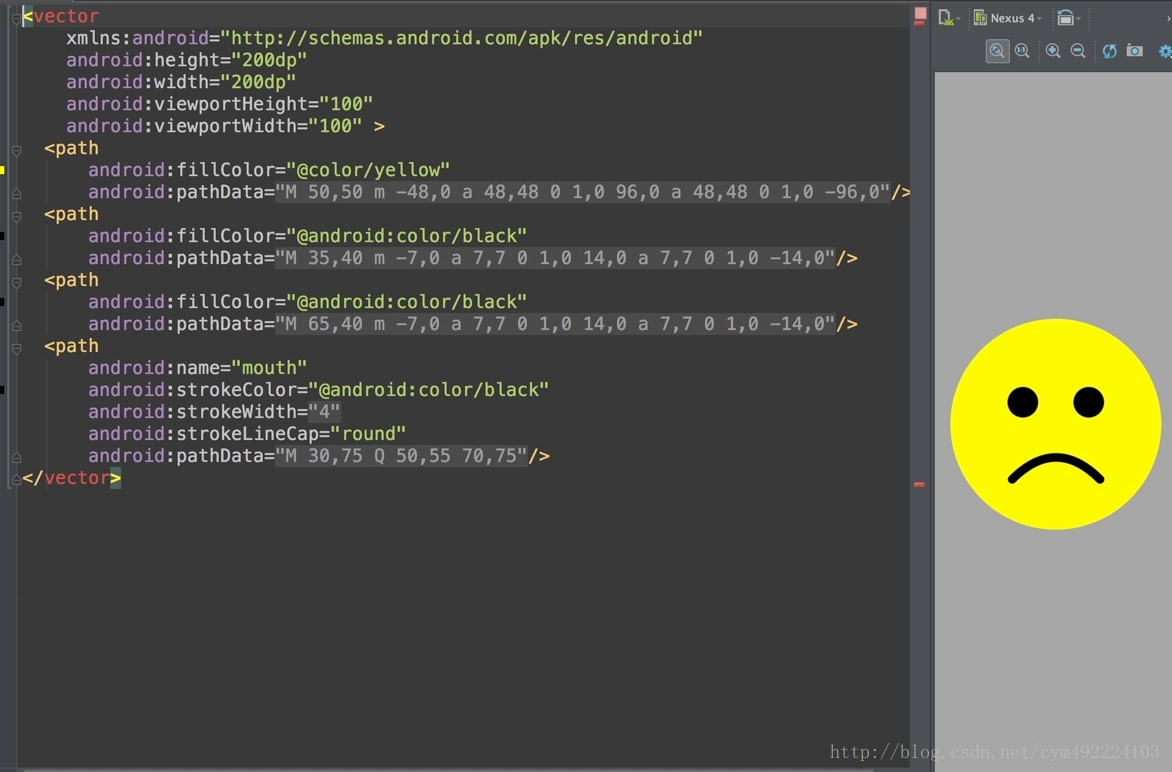 <vector
xmlns:android="http://schemas.android.com/apk/res/android"
android:height="200dp"
android:width="200dp"
android:viewportHeight="100"
android:viewportWidth="100" >
<path
android:fillColor="@color/yellow"
android:pathData="M 50,50 m -48,0 a 48,48 0 1,0 96,0 a 48,48 0 1,0 -96,0"/>
<path
android:fillColor="@android:color/black"
android:pathData="M 35,40 m -7,0 a 7,7 0 1,0 14,0 a 7,7 0 1,0 -14,0"/>
<path
android:fillColor="@android:color/black"
android:pathData="M 65,40 m -7,0 a 7,7 0 1,0 14,0 a 7,7 0 1,0 -14,0"/>
<path
android:name="mouth"
android:strokeColor="@android:color/black"
android:strokeWidth="4"
android:strokeLineCap="round"
android:pathData="M 30,75 Q 50,55 70,75"/>
</vector>
Nexus 4
1:1
http://blog.csdn.net/cym492224103